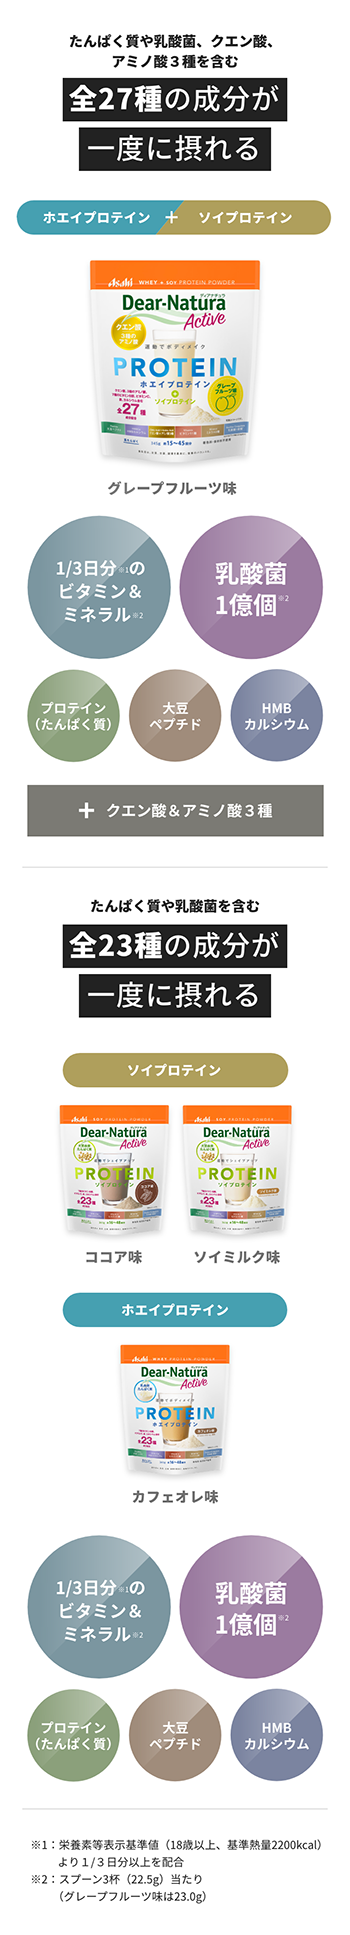 たんぱく質や乳酸菌、クエン酸、
アミノ酸３種を含む
全27種の成分が
一度に摂れる
ホエイプロテイン ＋ ソイプロテイン
Asahi WHEY + SOY PROTEIN POWDER
ディアナチュラ
Dear-Natura
Active
クエン酸
3種の
アミノ酸
運動でボディメイク
PROTEIN
ホエイプロテイン
+
ソイプロテイン
グレープ
フルーツ味
全27種
グレープフルーツ味
1/3日分※1の
ビタミン＆
ミネラル※2
乳酸菌
1億個※2
プロテイン
（たんぱく質）
大豆
ペプチド
HMB
カルシウム
＋ クエン酸＆アミノ酸３種
たんぱく質や乳酸菌を含む
全23種の成分が
一度に摂れる
ソイプロテイン
Asahi SOY PROTEIN POWDER
Dear-Natura
Active
PROTEIN
ソイプロテイン
ココア味
全23種
Asahi SOY PROTEIN POWDER
Dear-Natura
Active
PROTEIN
ソイプロテイン
ソイミルク味
全23種
ココア味
ソイミルク味
ホエイプロテイン
Asahi WHEY PROTEIN POWDER
Dear-Natura
Active
PROTEIN
ホエイプロテイン
カフェオレ味
全23種
カフェオレ味
1/3日分※1の
ビタミン＆
ミネラル※2
乳酸菌
1億個※2
プロテイン
（たんぱく質）
大豆
ペプチド
HMB
カルシウム
※1：栄養素等表示基準値（18歳以上、基準熱量2200kcal）
より１/３日分以上を配合
※2：スプーン3杯（22.5g）当たり
（グレープフルーツ味は23.0g）